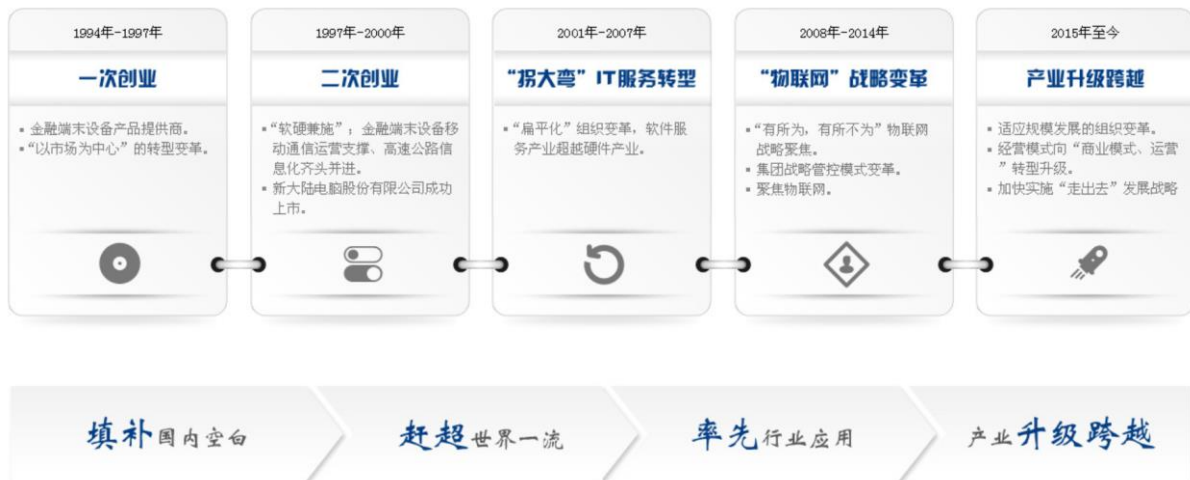 1994年-1997年
一次创业
▪ 金融端末设备产品提供商。
▪ “以市场为中心”的转型变革。
1997年-2000年
二次创业
▪ “软硬兼施”；金融端末设备移
动通信运营支撑、高速公路信
息化齐头并进。
▪ 新大陆电脑股份有限公司成功
上市。
2001年-2007年
“拐大弯”IT服务转型
▪ “扁平化”组织变革，软件服
务产业超越硬件产业。
2008年-2014年
“物联网”战略变革
▪ “有所为，有所不为”物联网
战略聚焦。
▪ 集团战略管控模式变革。
▪ 聚焦物联网。
2015年至今
产业升级跨越
▪ 适应规模发展的组织变革。
▪ 经营模式向“商业模式、运营
”转型升级。
▪ 加快实施“走出去”发展战略
填补国内空白
赶超世界一流
率先行业应用
产业升级跨越